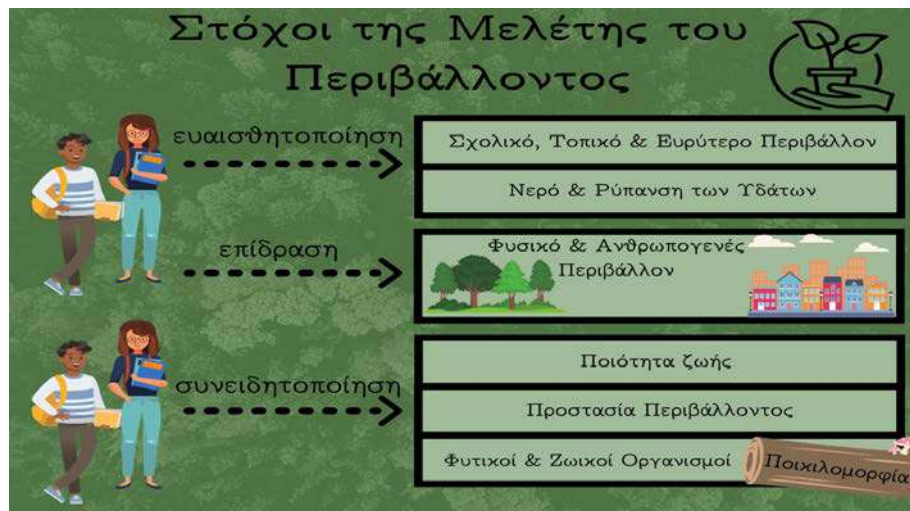 Στόχοι της Μελέτης του
Περιβάλλοντος
ευαισθητοποίηση
Σχολικό, Τοπικό & Ευρύτερο Περιβάλλον
Νερό & Ρύπανση των Υδάτων
επίδραση
Φυσικό & Ανθρωπογενές
Περιβάλλον
συνειδητοποίηση
Ποιότητα ζωής
Προστασία Περιβάλλοντος
Φυτικοί & Ζωικοί Οργανισμοί
Ποικιλομορφία